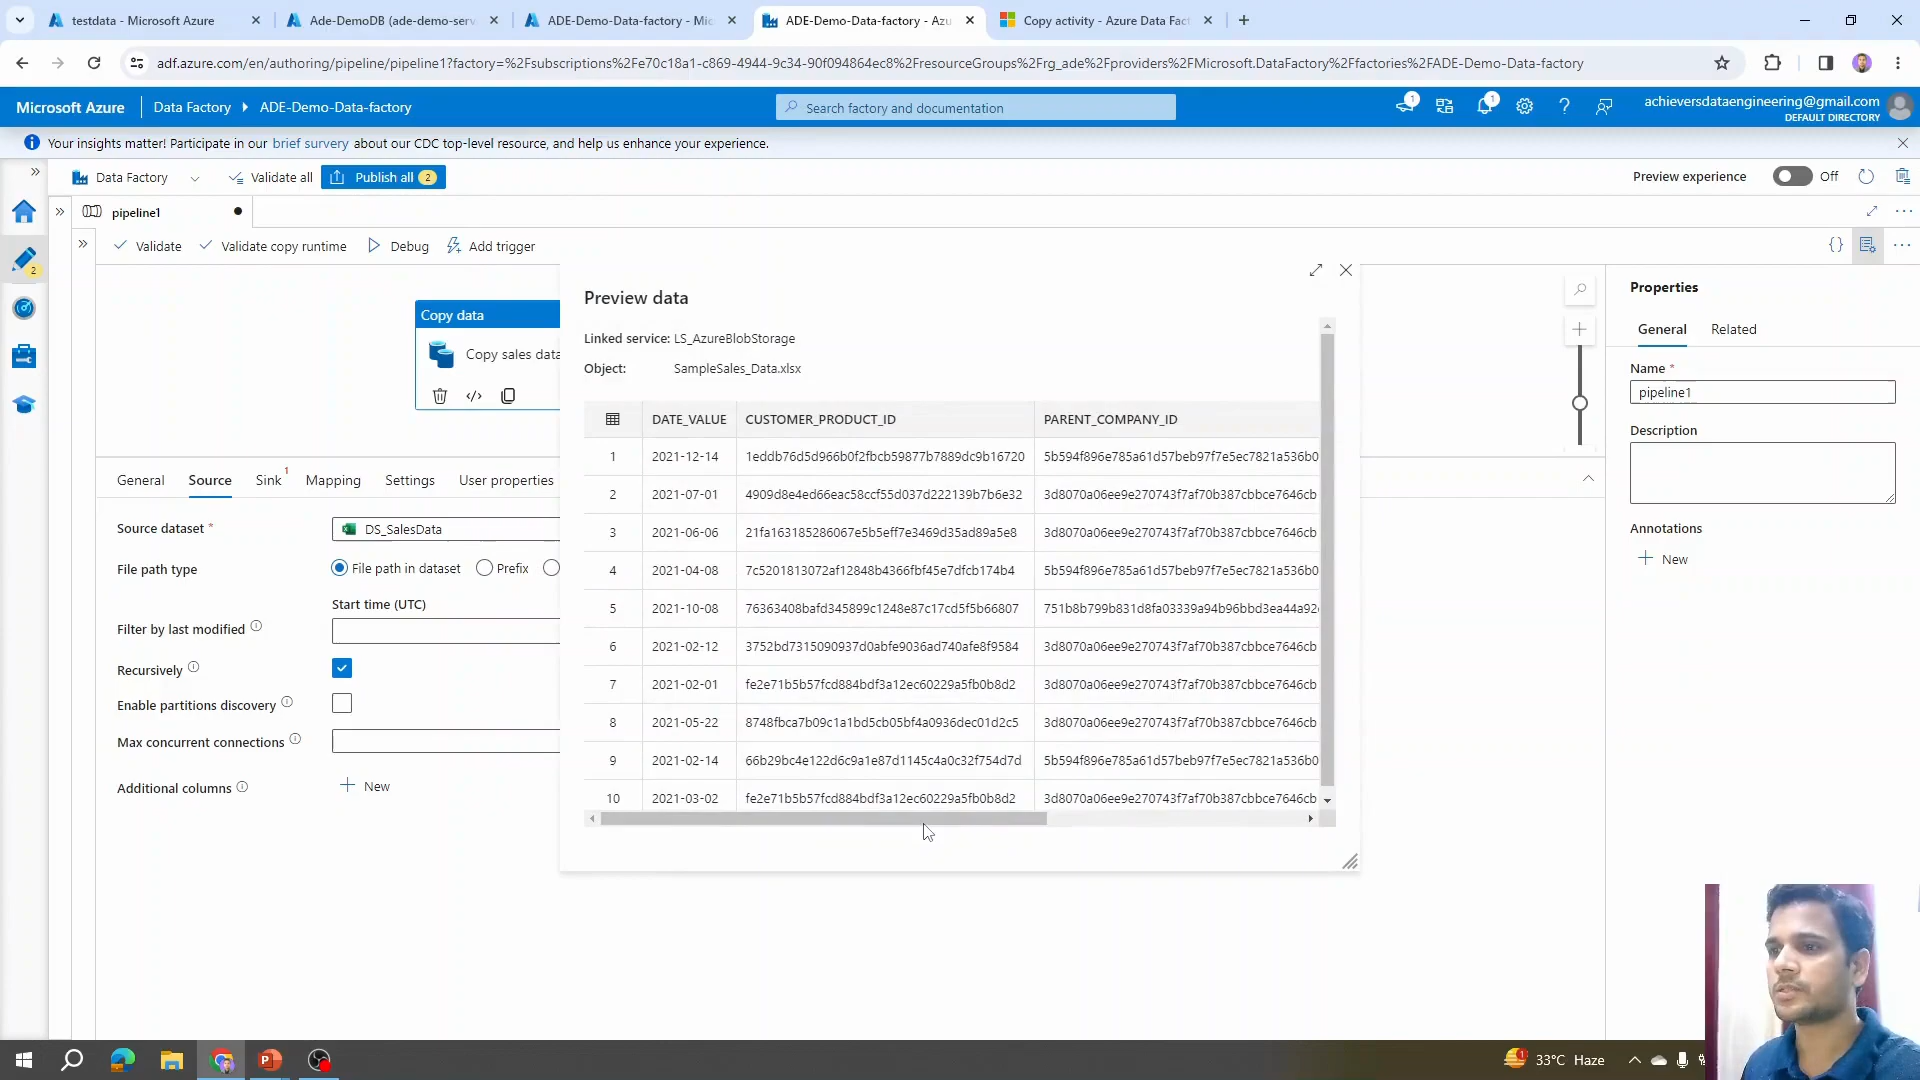 testdata - Microsoft Azure
Ade-DemoDB (ade-demo-serv
ADE-Demo-Data-factory - Mic
ADE-Demo-Data-factory - Azu
Copy activity - Azure Data Fact
adf.azure.com/en/authoring/pipeline/pipeline1?factory=%2Fsubscriptions%2Fe70c18a1-c869-4944-9c34-90f094864ec8%2FresourceGroups%2Frg_ade%2Fproviders%2FMicrosoft.DataFactory%2Ffactories%2FADE-Demo-Data-factory
Microsoft Azure
Data Factory
ADE-Demo-Data-factory
Search factory and documentation
1
1
achieversdataengineering@gmail.com
DEFAULT DIRECTORY
Your insights matter! Participate in our brief survey about our CDC top-level resource, and help us enhance your experience.
Data Factory
Validate all
Publish all 2
Preview experience
Off
pipeline1
2
Validate
Validate copy runtime
Debug
Add trigger
Copy data
Copy sales data
Preview data
Linked service: LS_AzureBlobStorage
Object: SampleSales_Data.xlsx
DATE_VALUE CUSTOMER_PRODUCT_ID PARENT_COMPANY_ID
1 2021-12-14 1eddb76d5d966b0f2fbcb59877b7889dc9b16720 5b594f896e785a61d57beb97f7e5ec7821a536b0
2 2021-07-01 4909d8e4ed66eac58ccf55d037d222139b7b6e32 3d8070a06ee9e270743f7af70b387cbbce7646cb
3 2021-06-06 21fa163185286067e5b5eff7e3469d35ad89a5e8 3d8070a06ee9e270743f7af70b387cbbce7646cb
4 2021-04-08 7c5201813072af12848b4366fbf45e7dfcb174b4 5b594f896e785a61d57beb97f7e5ec7821a536b0
5 2021-10-08 76363408bafd345899c1248e87c17cd5f5b66807 751b8b799b831d8fa03339a94b96bbd3ea44a92
6 2021-02-12 3752bd7315090937d0abfe9036ad740afe8f9584 3d8070a06ee9e270743f7af70b387cbbce7646cb
7 2021-02-01 fe2e71b5b57fcd884bdf3a12ec60229a5fb0b8d2 3d8070a06ee9e270743f7af70b387cbbce7646cb
8 2021-05-22 8748fbca7b09c1a1bd5cb05bf4a0936dec01d2c5 3d8070a06ee9e270743f7af70b387cbbce7646cb
9 2021-02-14 66b29bc4e122d6c9a1e87d1145c4a0c32f754d7d 5b594f896e785a61d57beb97f7e5ec7821a536b0
10 2021-03-02 fe2e71b5b57fcd884bdf3a12ec60229a5fb0b8d2 3d8070a06ee9e270743f7af70b387cbbce7646cb
General
Source
Sink 1
Mapping
Settings
User properties
Source dataset *
DS_SalesData
File path type
File path in dataset
Prefix
Start time (UTC)
Filter by last modified
Recursively
Enable partitions discovery
Max concurrent connections
Additional columns
New
Properties
General
Related
Name *
pipeline1
Description
Annotations
New
33°C Haze